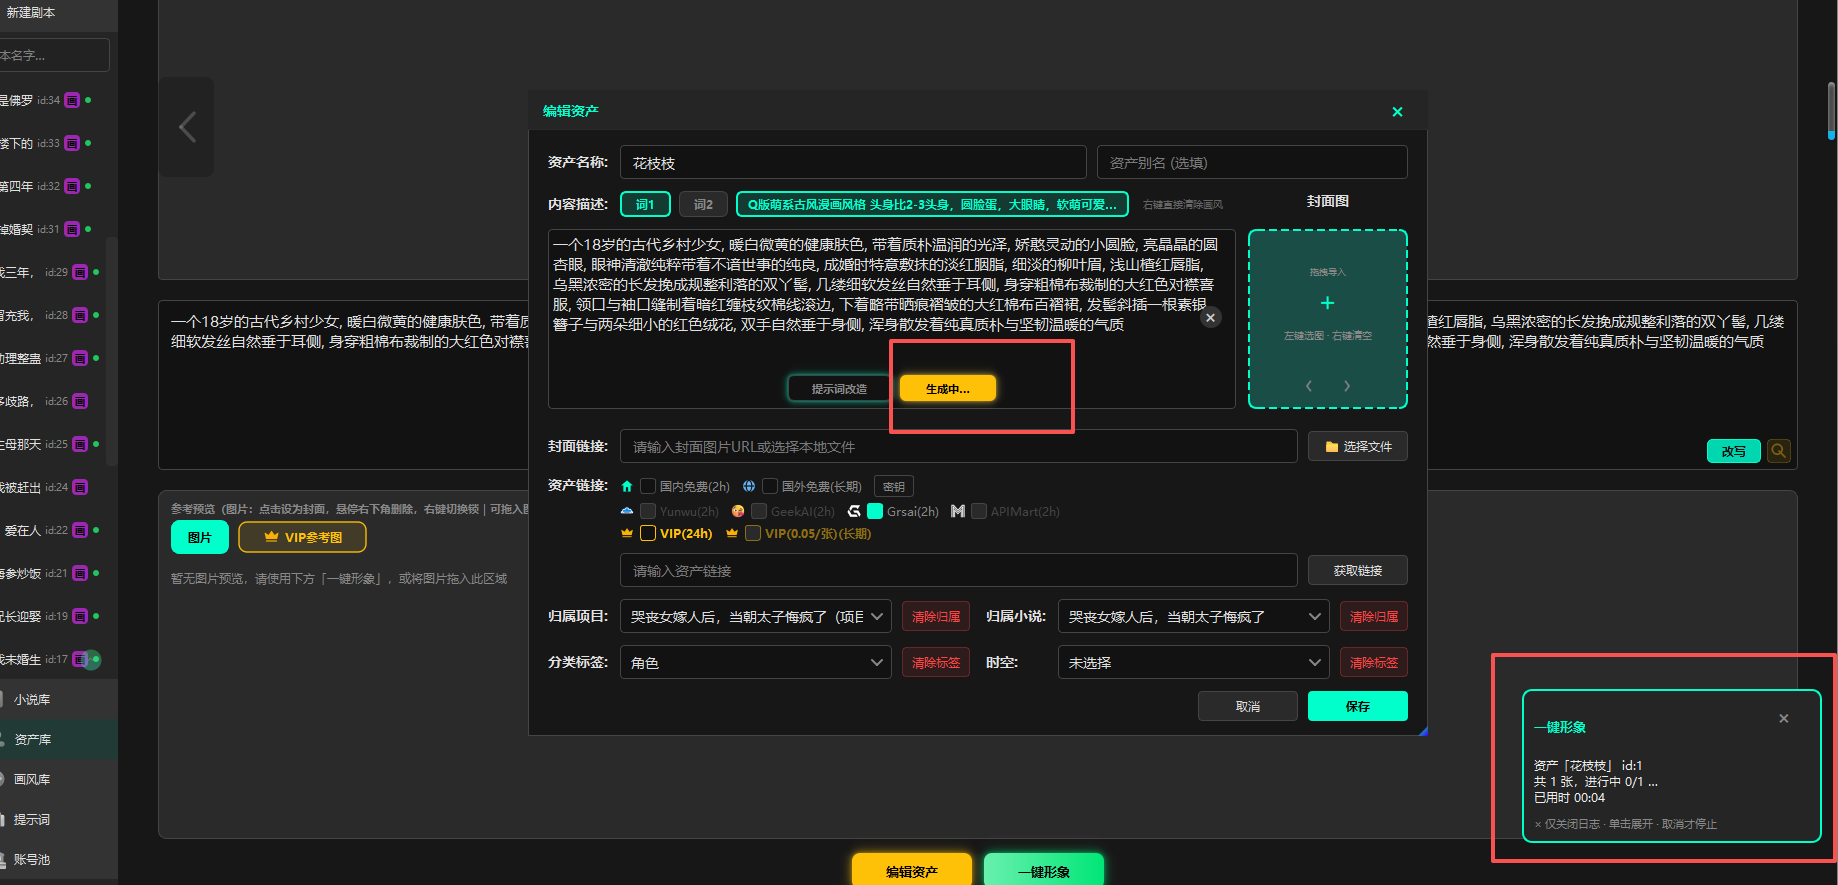 新建剧本
本名字...
是佛罗 id:34 画
娄下的 id:33 画
第四年 id:32 画
掉婚契 id:31 画
戈三年， id:29 画
冒充我， id:28 画
助理整蛊 id:27 画
多歧路， id:26 画
生母那天 id:25 画
戈被赶出 id:24 画
爱在人 id:22 画
海参炒饭 id:21 画
兄长迎娶 id:19 画
我未婚生 id:17 画
小说库
资产库
画风库
提示词
账号池
一个18岁的古代乡村少女, 暖白微黄的健康肤色, 带着质
细软发丝自然垂于耳侧, 身穿粗棉布裁制的大红色对襟喜
楂红唇脂, 乌黑浓密的长发挽成规整利落的双丫髻, 几缕
然垂于身侧, 浑身散发着纯真质朴与坚韧温暖的气质
改写
参考预览（图片：点击设为封面，悬停右下角删除，右键切换锁 | 可拖入图
图片
VIP参考图
暂无图片预览，请使用下方「一键形象」，或将图片拖入此区域
编辑资产
×
资产名称: 花枝枝 资产别名 (选填)
内容描述: 词1 词2 Q版萌系古风漫画风格 头身比2-3头身，圆脸蛋，大眼睛，软萌可爱... 右键直接清除画风 封面图
一个18岁的古代乡村少女, 暖白微黄的健康肤色, 带着质朴温润的光泽, 娇憨灵动的小圆脸, 亮晶晶的圆
杏眼, 眼神清澈纯粹带着不谙世事的纯良, 成婚时特意敷抹的淡红胭脂, 细淡的柳叶眉, 浅山楂红唇脂,
乌黑浓密的长发挽成规整利落的双丫髻, 几缕细软发丝自然垂于耳侧, 身穿粗棉布裁制的大红色对襟喜
服, 领口与袖口缝制着暗红缠枝纹棉线滚边, 下着略带晒痕褶皱的大红棉布百褶裙, 发髻斜插一根素银
簪子与两朵细小的红色绒花, 双手自然垂于身侧, 浑身散发着纯真质朴与坚韧温暖的气质
提示词改造 生成中...
拖拽导入
+
左键选图 · 右键清空
封面链接: 请输入封面图片URL或选择本地文件 选择文件
资产链接: 国内免费(2h) 国外免费(长期) 密钥
Yunwu(2h) GeekAI(2h) Grsai(2h) APIMart(2h)
VIP(24h) VIP(0.05/张)(长期)
请输入资产链接 获取链接
归属项目: 哭丧女嫁人后，当朝太子悔疯了（项目 清除归属 归属小说: 哭丧女嫁人后，当朝太子悔疯了 清除归属
分类标签: 角色 清除标签 时空: 未选择 清除标签
取消 保存
一键形象 ×
资产「花枝枝」 id:1
共 1 张，进行中 0/1 ...
已用时 00:04
× 仅关闭日志 · 单击展开 · 取消才停止
编辑资产 一键形象